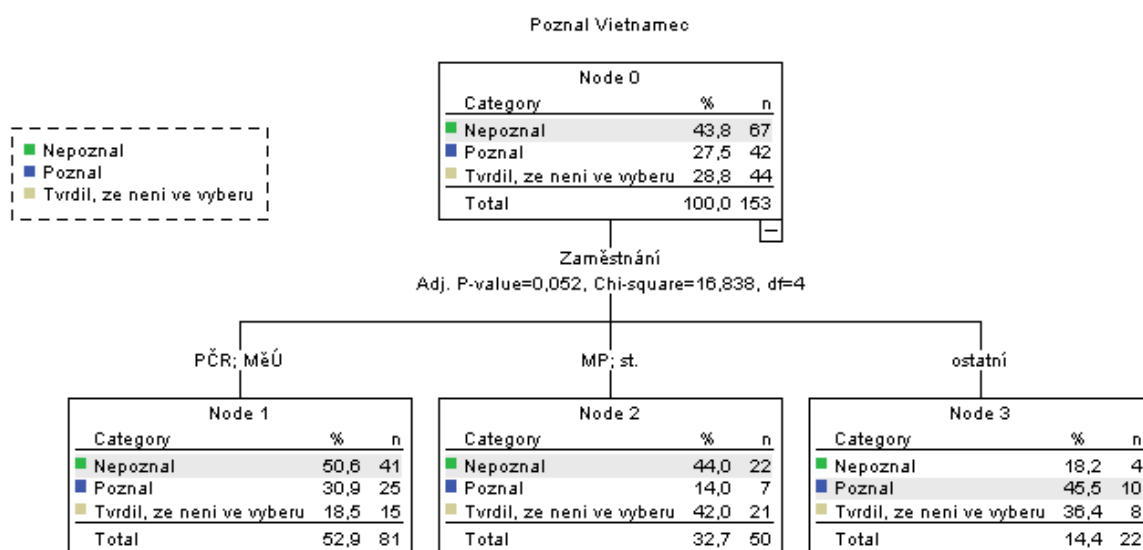 Poznal Vietnamec
Nepoznal
Poznal
Tvrdil, ze neni ve vyberu
Node 0
Category % n
Nepoznal 43,8 67
Poznal 27,5 42
Tvrdil, ze neni ve vyberu 28,8 44
Total 100,0 153
Zaměstnání
Adj. P-value=0,052, Chi-square=16,838, df=4
PČR; MěÚ
MP; st.
ostatní
Node 1
Category % n
Nepoznal 50,6 41
Poznal 30,9 25
Tvrdil, ze neni ve vyberu 18,5 15
Total 52,9 81
Node 2
Category % n
Nepoznal 44,0 22
Poznal 14,0 7
Tvrdil, ze neni ve vyberu 42,0 21
Total 32,7 50
Node 3
Category % n
Nepoznal 18,2 4
Poznal 45,5 10
Tvrdil, ze neni ve vyberu 36,4 8
Total 14,4 22